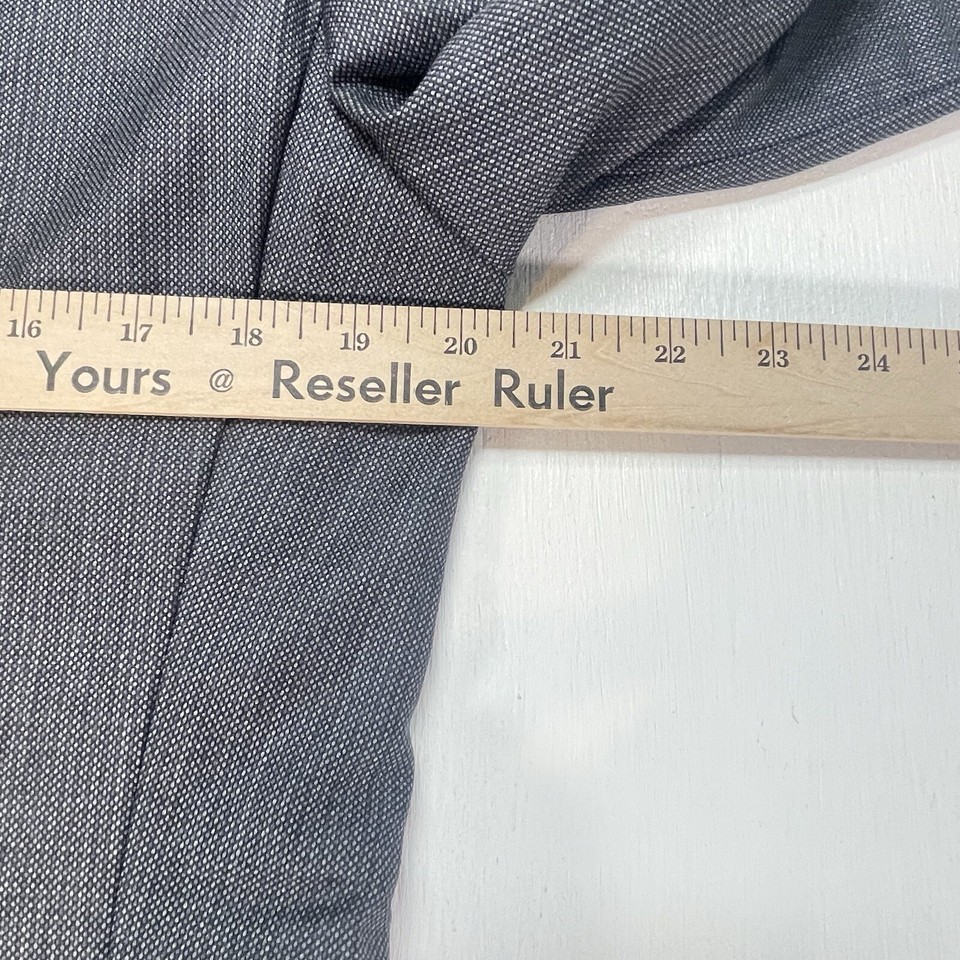 16 17 18 19 20 21 22 23 24
Yours @ Reseller Ruler